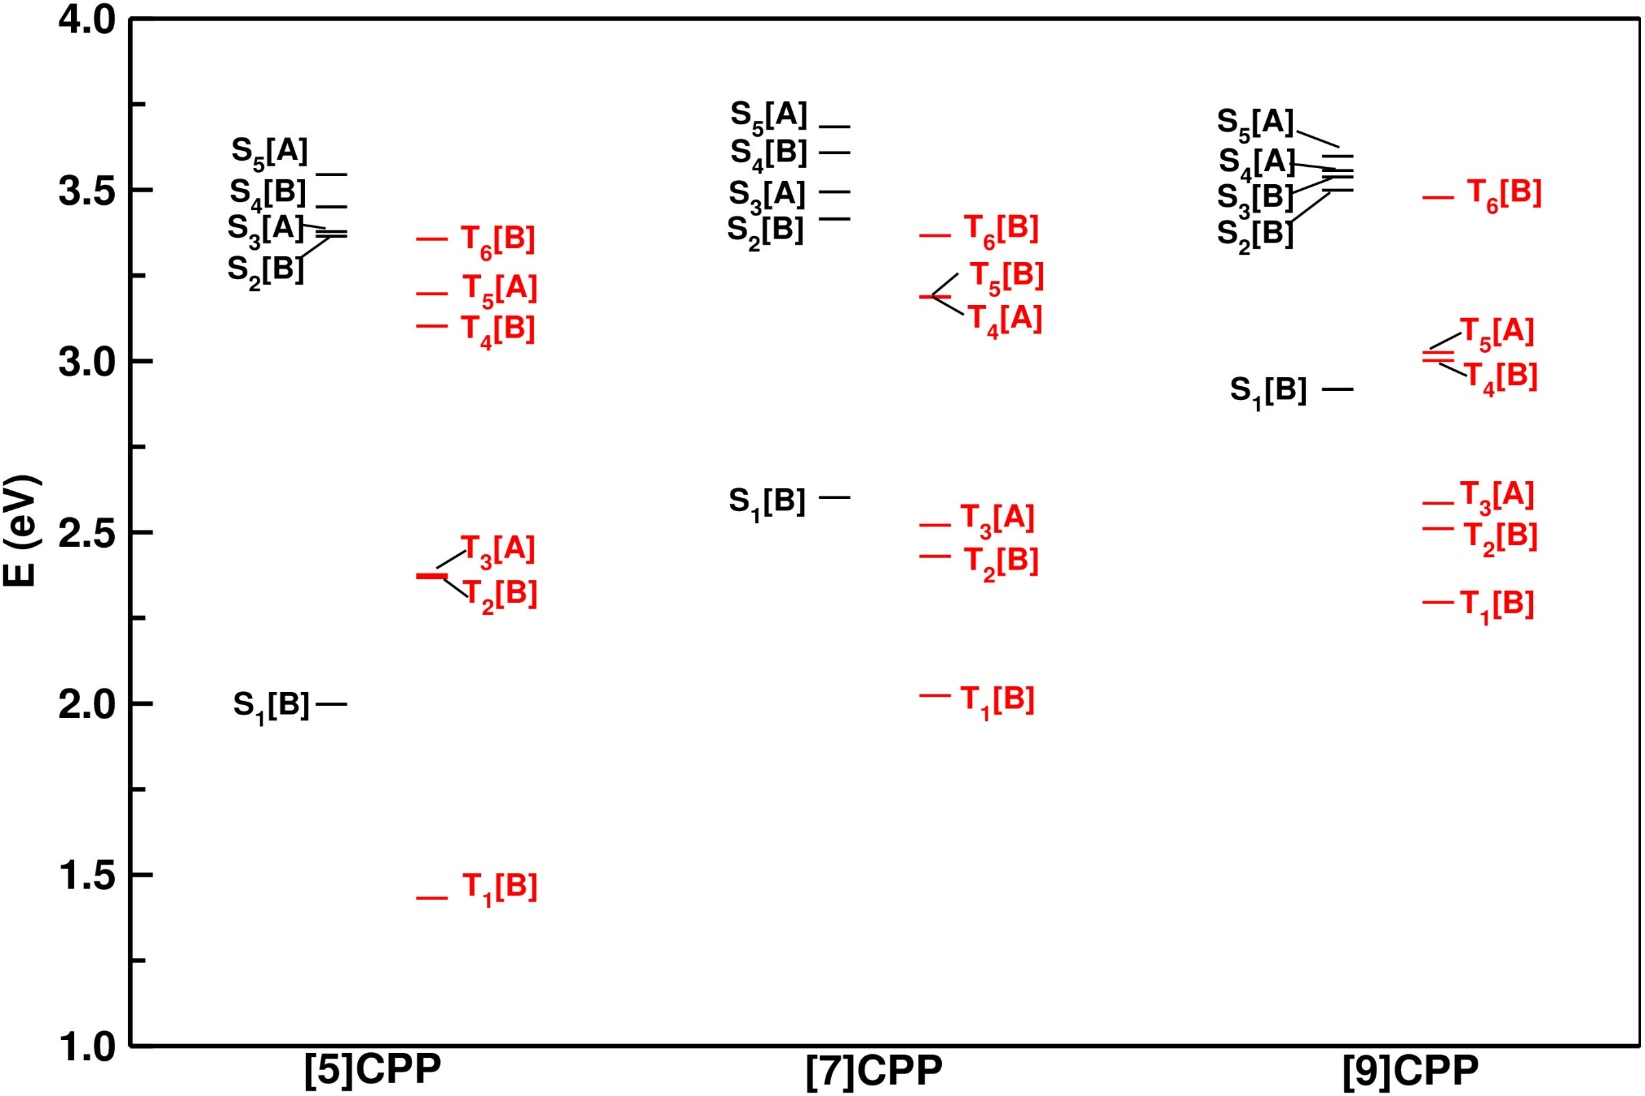 4.0
3.5
3.0
2.5
2.0
1.5
1.0
E (eV)
S5[A]
S4[B]
S3[A]
S2[B]
S1[B]
T6[B]
T5[A]
T4[B]
T3[A]
T2[B]
T1[B]
[5]CPP
S5[A]
S4[B]
S3[A]
S2[B]
S1[B]
T6[B]
T5[B]
T4[A]
T3[A]
T2[B]
T1[B]
[7]CPP
S5[A]
S4[A]
S3[B]
S2[B]
S1[B]
T6[B]
T5[A]
T4[B]
T3[A]
T2[B]
T1[B]
[9]CPP